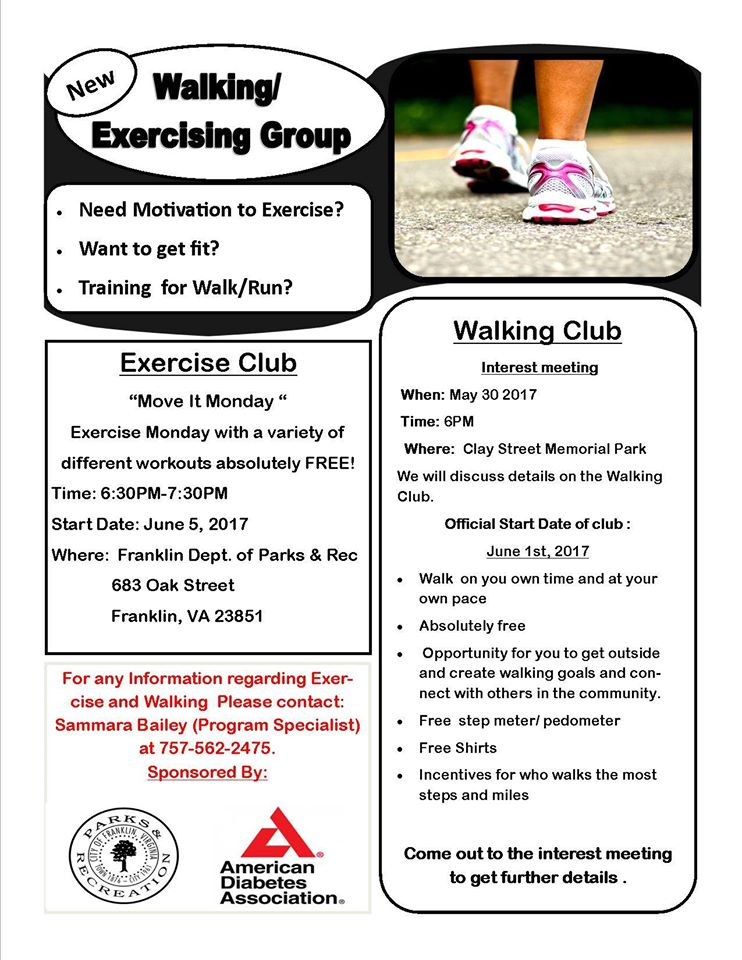 New
Walking/
Exercising Group
• Need Motivation to Exercise?
• Want to get fit?
• Training for Walk/Run?
Exercise Club
“Move It Monday “
Exercise Monday with a variety of
different workouts absolutely FREE!
Time: 6:30PM-7:30PM
Start Date: June 5, 2017
Where: Franklin Dept. of Parks & Rec
683 Oak Street
Franklin, VA 23851
For any Information regarding Exer-
cise and Walking Please contact:
Sammara Bailey (Program Specialist)
at 757-562-2475.
Sponsored By:
PARKS &
RECREATION
CITY OF FRANKLIN, VIRGINIA
American
Diabetes
Association®
Walking Club
Interest meeting
When: May 30 2017
Time: 6PM
Where: Clay Street Memorial Park
We will discuss details on the Walking
Club.
Official Start Date of club :
June 1st, 2017
• Walk on you own time and at your
own pace
• Absolutely free
• Opportunity for you to get outside
and create walking goals and con-
nect with others in the community.
• Free step meter/ pedometer
• Free Shirts
• Incentives for who walks the most
steps and miles
Come out to the interest meeting
to get further details .